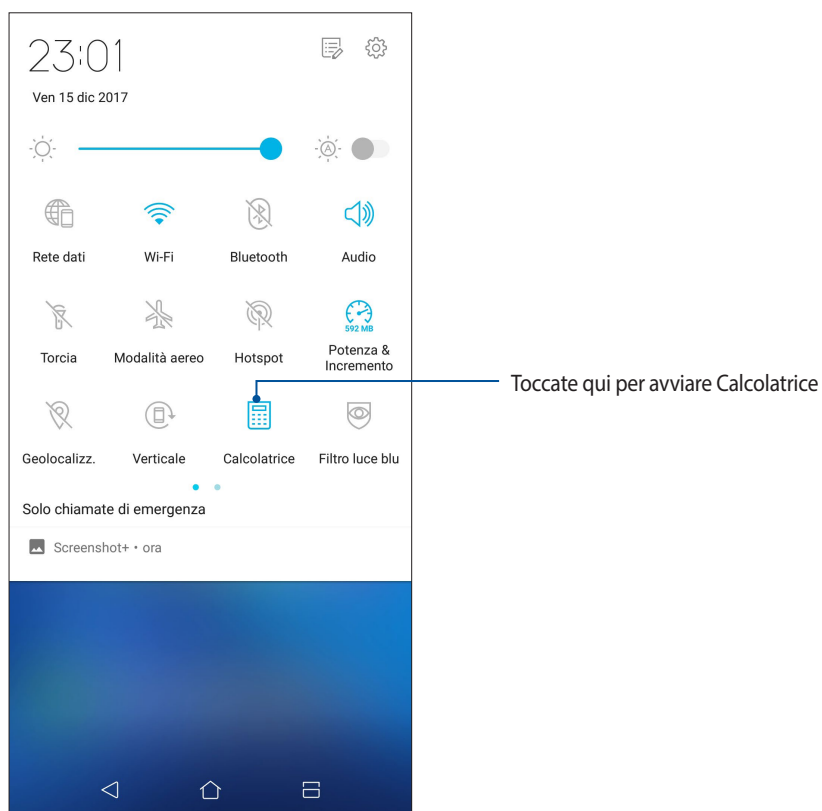 23:01
Ven 15 dic 2017
A
Rete dati
Wi-Fi
Bluetooth
Audio
592 MB
Torcia
Modalità aereo
Hotspot
Potenza &
Incremento
Toccate qui per avviare Calcolatrice
Geolocalizz.
Verticale
Calcolatrice
Filtro luce blu
Solo chiamate di emergenza
Screenshot+ • ora